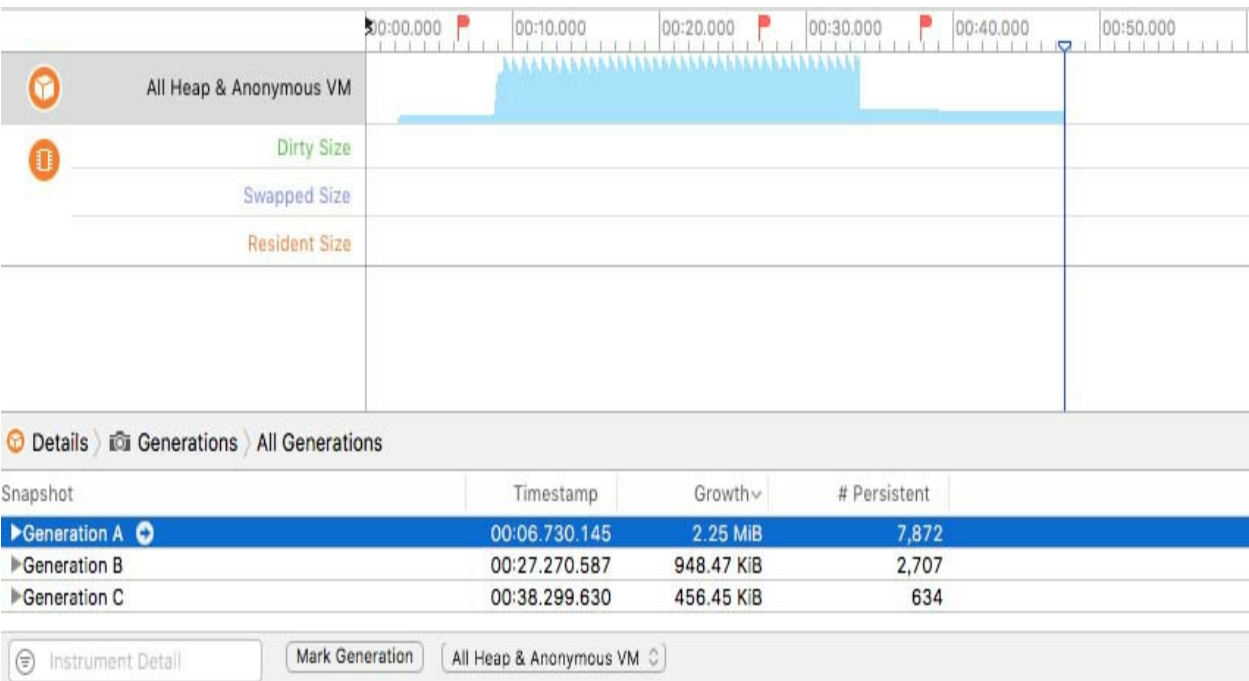 00:00.000 00:10.000 00:20.000 00:30.000 00:40.000 00:50.000
All Heap & Anonymous VM
Dirty Size
Swapped Size
Resident Size
Details Generations All Generations
Snapshot Timestamp Growth # Persistent
Generation A 00:06.730.145 2.25 MiB 7,872
Generation B 00:27.270.587 948.47 KiB 2,707
Generation C 00:38.299.630 456.45 KiB 634
Instrument Detail Mark Generation All Heap & Anonymous VM